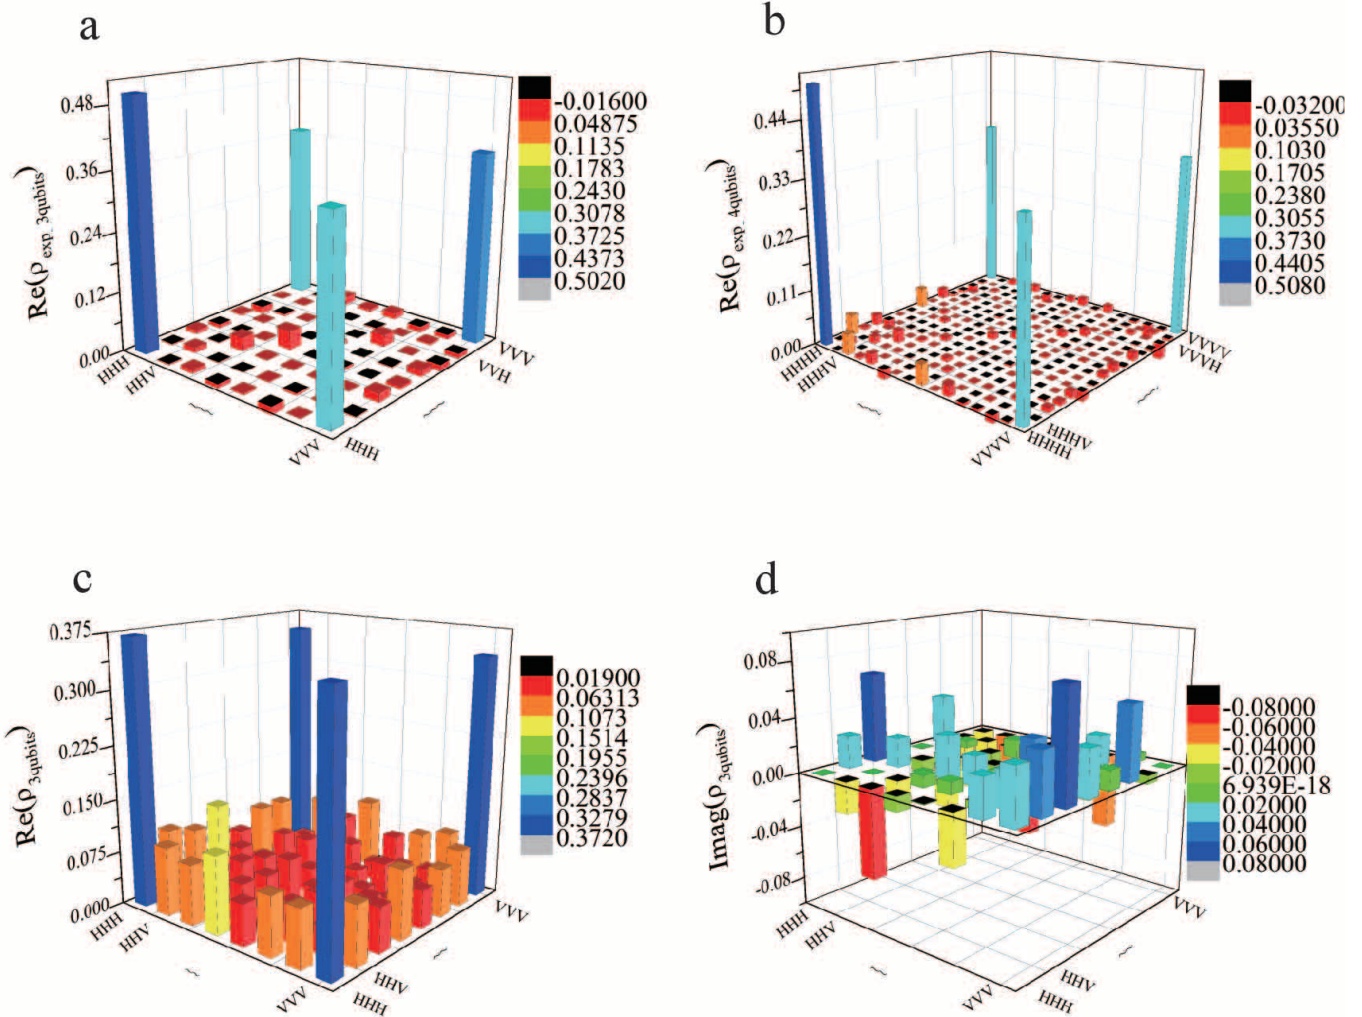 a
Re(ρexp_3qubits)
0.48
0.36
0.24
0.12
0.00
HHH
HHV
~
VVV
HHH
~
VVH
VVV
-0.01600
0.04875
0.1135
0.1783
0.2430
0.3078
0.3725
0.4373
0.5020
b
Re(ρexp_4qubits)
0.44
0.33
0.22
0.11
0.00
HHHH
HHHV
~
VVVV
HHHH
HHHV
~
VVVH
VVVV
-0.03200
0.03550
0.1030
0.1705
0.2380
0.3055
0.3730
0.4405
0.5080
c
Re(ρ3qubits)
0.375
0.300
0.225
0.150
0.075
0.000
HHH
HHV
~
VVV
HHH
HHV
~
VVV
0.01900
0.06313
0.1073
0.1514
0.1955
0.2396
0.2837
0.3279
0.3720
d
Imag(ρ3qubits)
0.08
0.04
0.00
-0.04
-0.08
HHH
HHV
~
VVV
HHH
HHV
~
VVV
-0.08000
-0.06000
-0.04000
-0.02000
6.939E-18
0.02000
0.04000
0.06000
0.08000